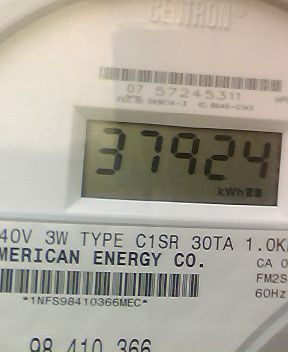 CENTRON®
07 57245311
37924
kWh
40V 3W TYPE C1SR 30TA 1.0K
MERICAN ENERGY CO.
CA 0
FM2S
60Hz
*1NFS98410366MEC*
98 410 366